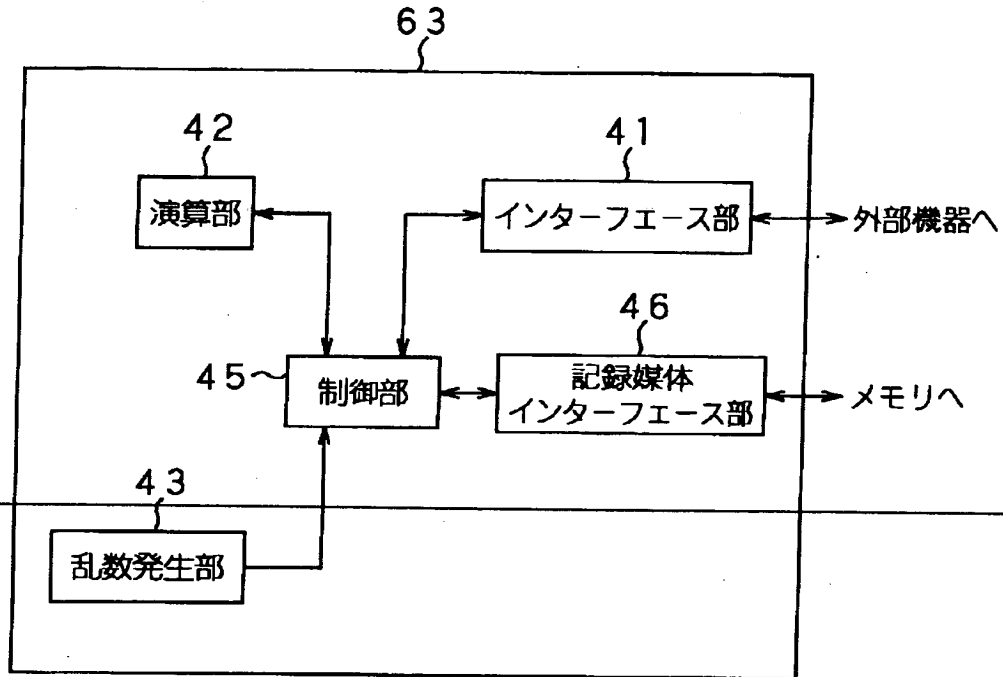 63
42
演算部
41
インターフェース部
外部機器へ
46
記録媒体
インターフェース部
メモリへ
45
制御部
43
乱数発生部